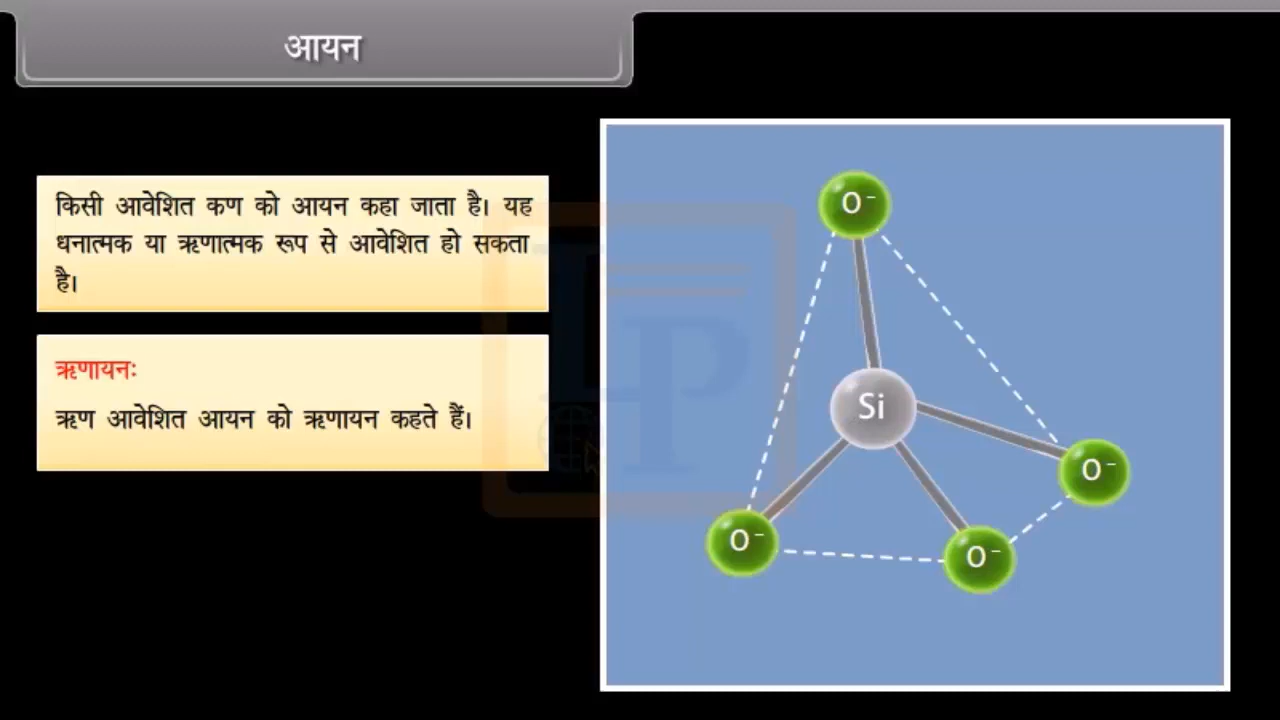 आयन
किसी आवेशित कण को आयन कहा जाता है। यह
धनात्मक या ऋणात्मक रूप से आवेशित हो सकता
है।
ऋणायनः
ऋण आवेशित आयन को ऋणायन कहते हैं।
O⁻
Si
O⁻
O⁻
O⁻